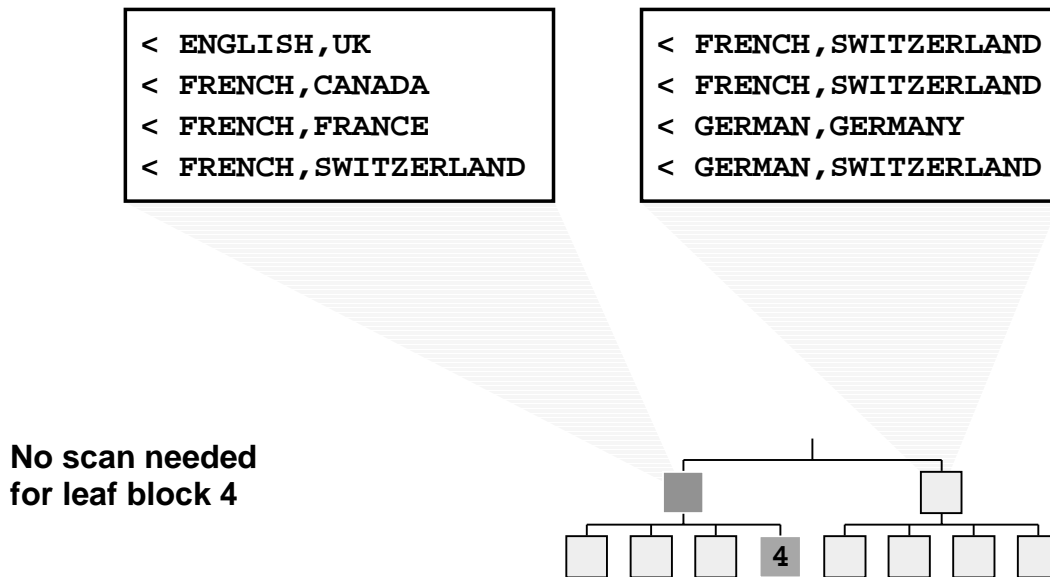 < ENGLISH,UK
< FRENCH,CANADA
< FRENCH,FRANCE
< FRENCH,SWITZERLAND
< FRENCH,SWITZERLAND
< FRENCH,SWITZERLAND
< GERMAN,GERMANY
< GERMAN,SWITZERLAND
No scan needed
for leaf block 4
4